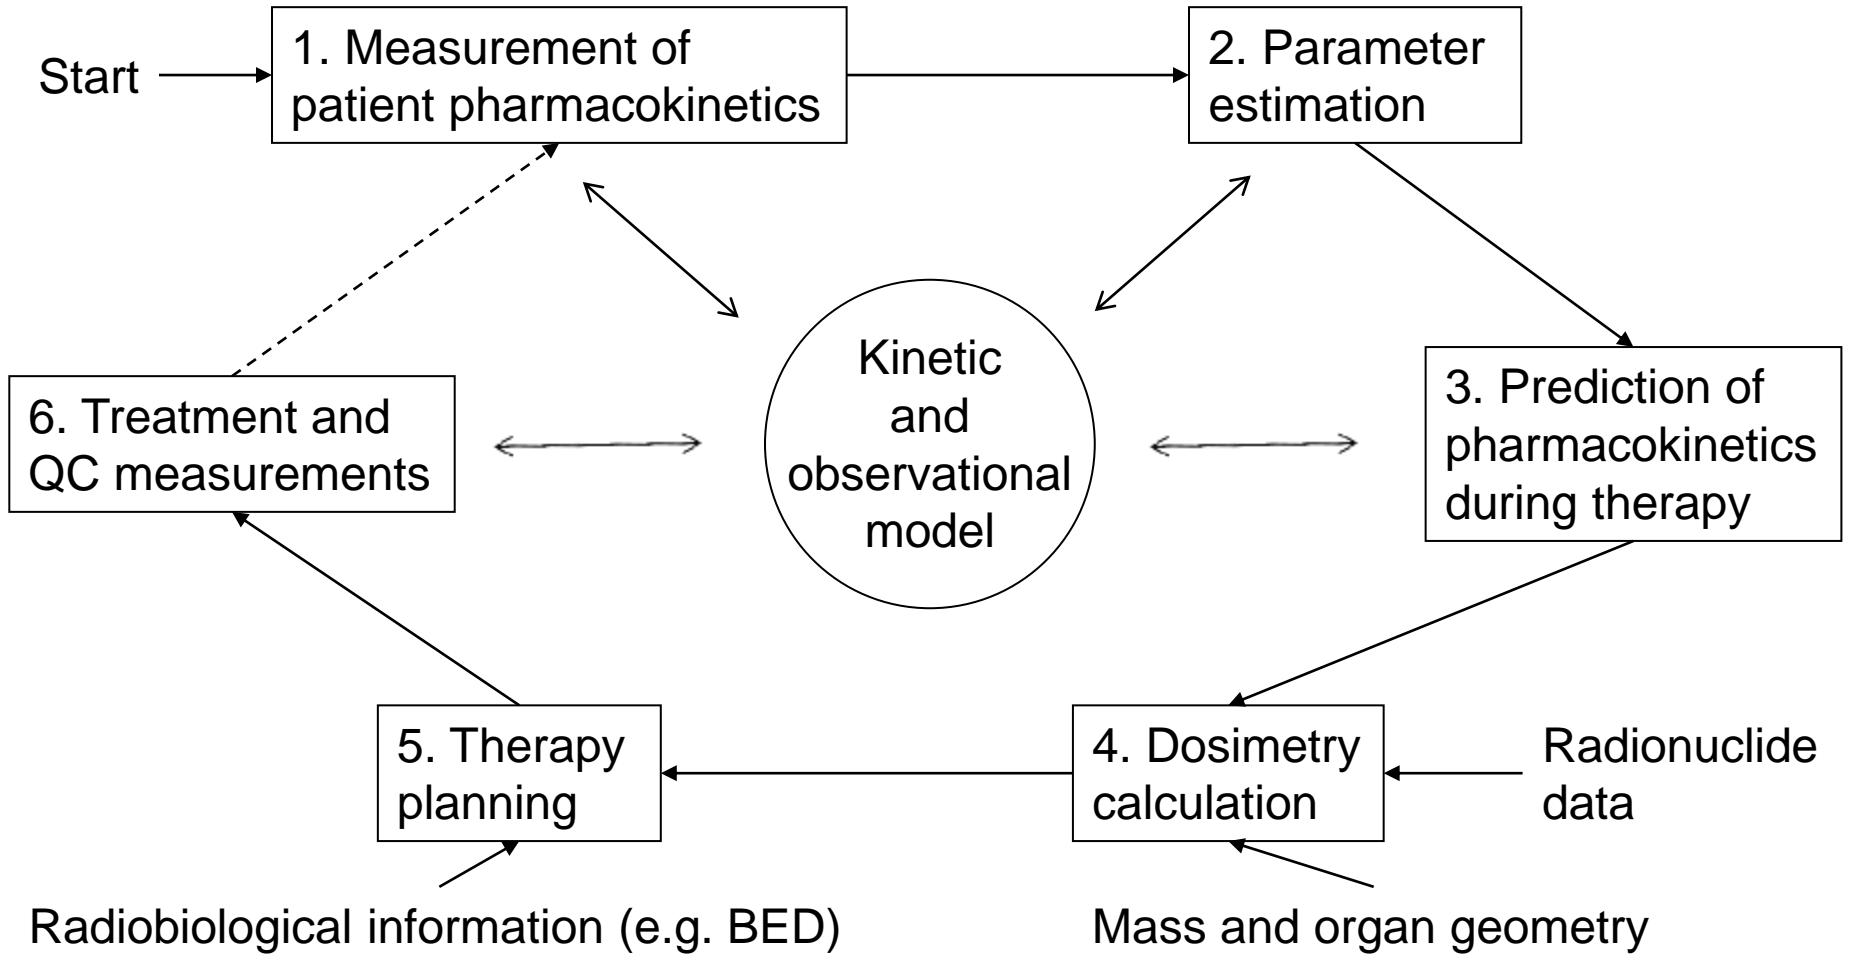 Start
1. Measurement of
patient pharmacokinetics
2. Parameter
estimation
Kinetic
and
observational
model
3. Prediction of
pharmacokinetics
during therapy
6. Treatment and
QC measurements
5. Therapy
planning
4. Dosimetry
calculation
Radionuclide
data
Radiobiological information (e.g. BED)
Mass and organ geometry